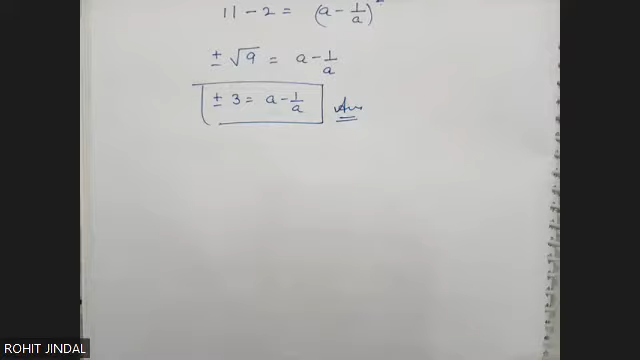 11 - 2 = (a - 1/a)²
± √9 = a - 1/a
± 3 = a - 1/a Ans
ROHIT JINDAL